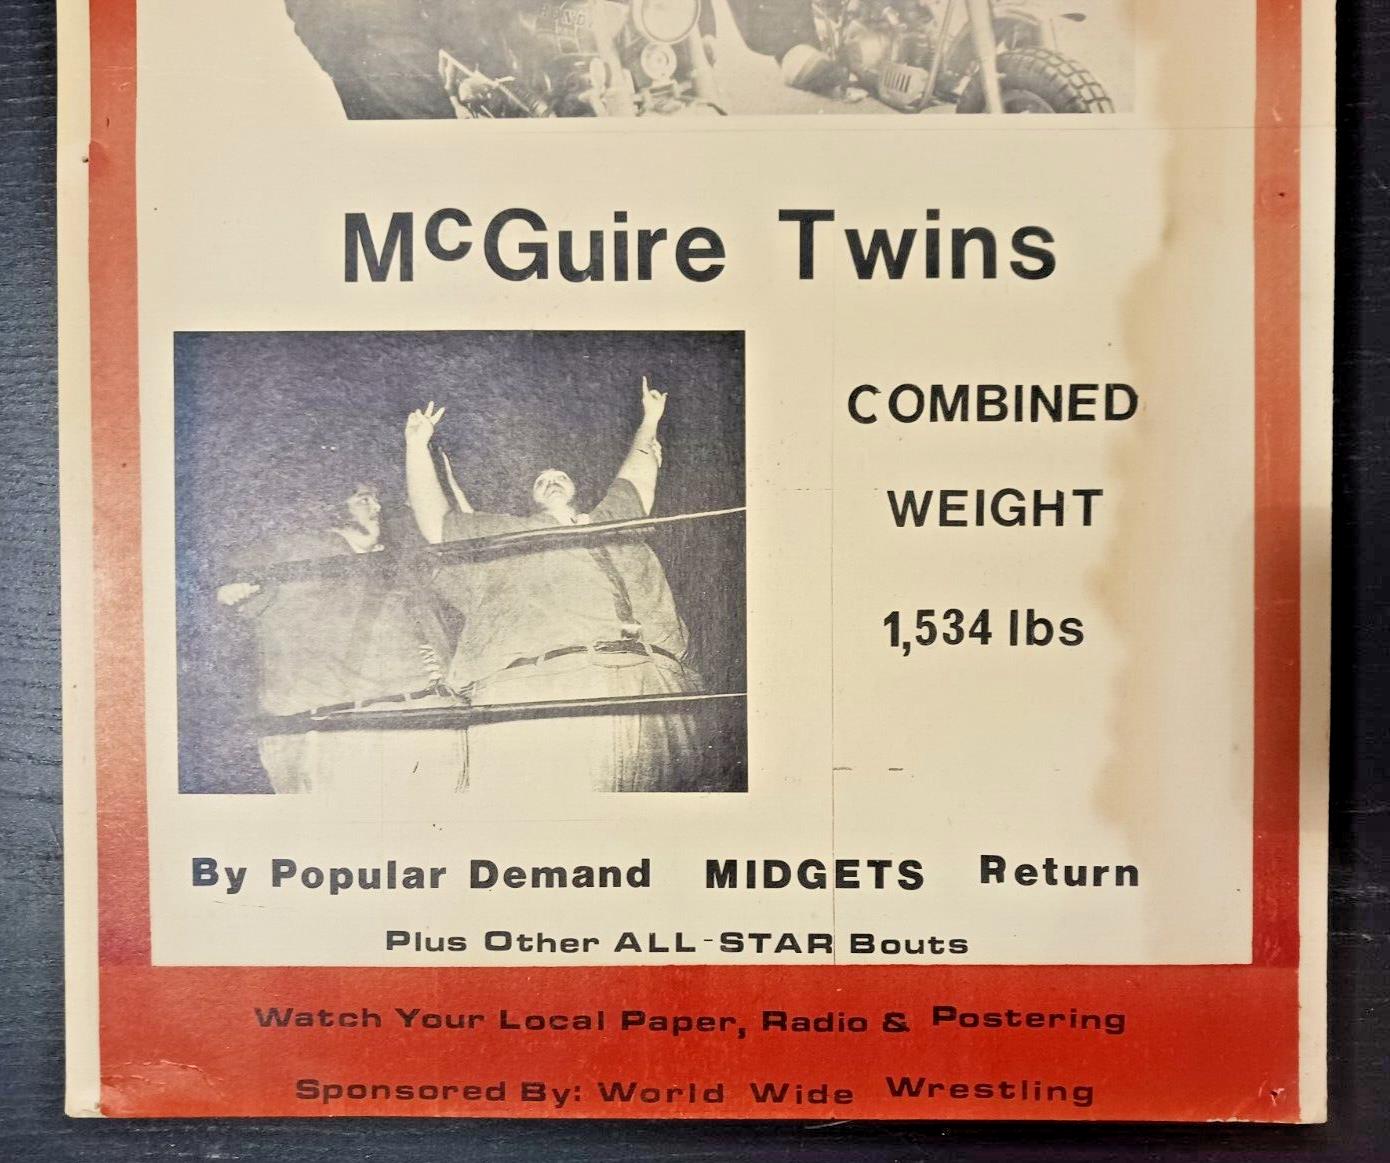 McGuire Twins
COMBINED
WEIGHT
1,534 lbs
By Popular Demand MIDGETS Return
Plus Other ALL-STAR Bouts
Watch Your Local Paper, Radio & Postering
Sponsored By: World Wide Wrestling